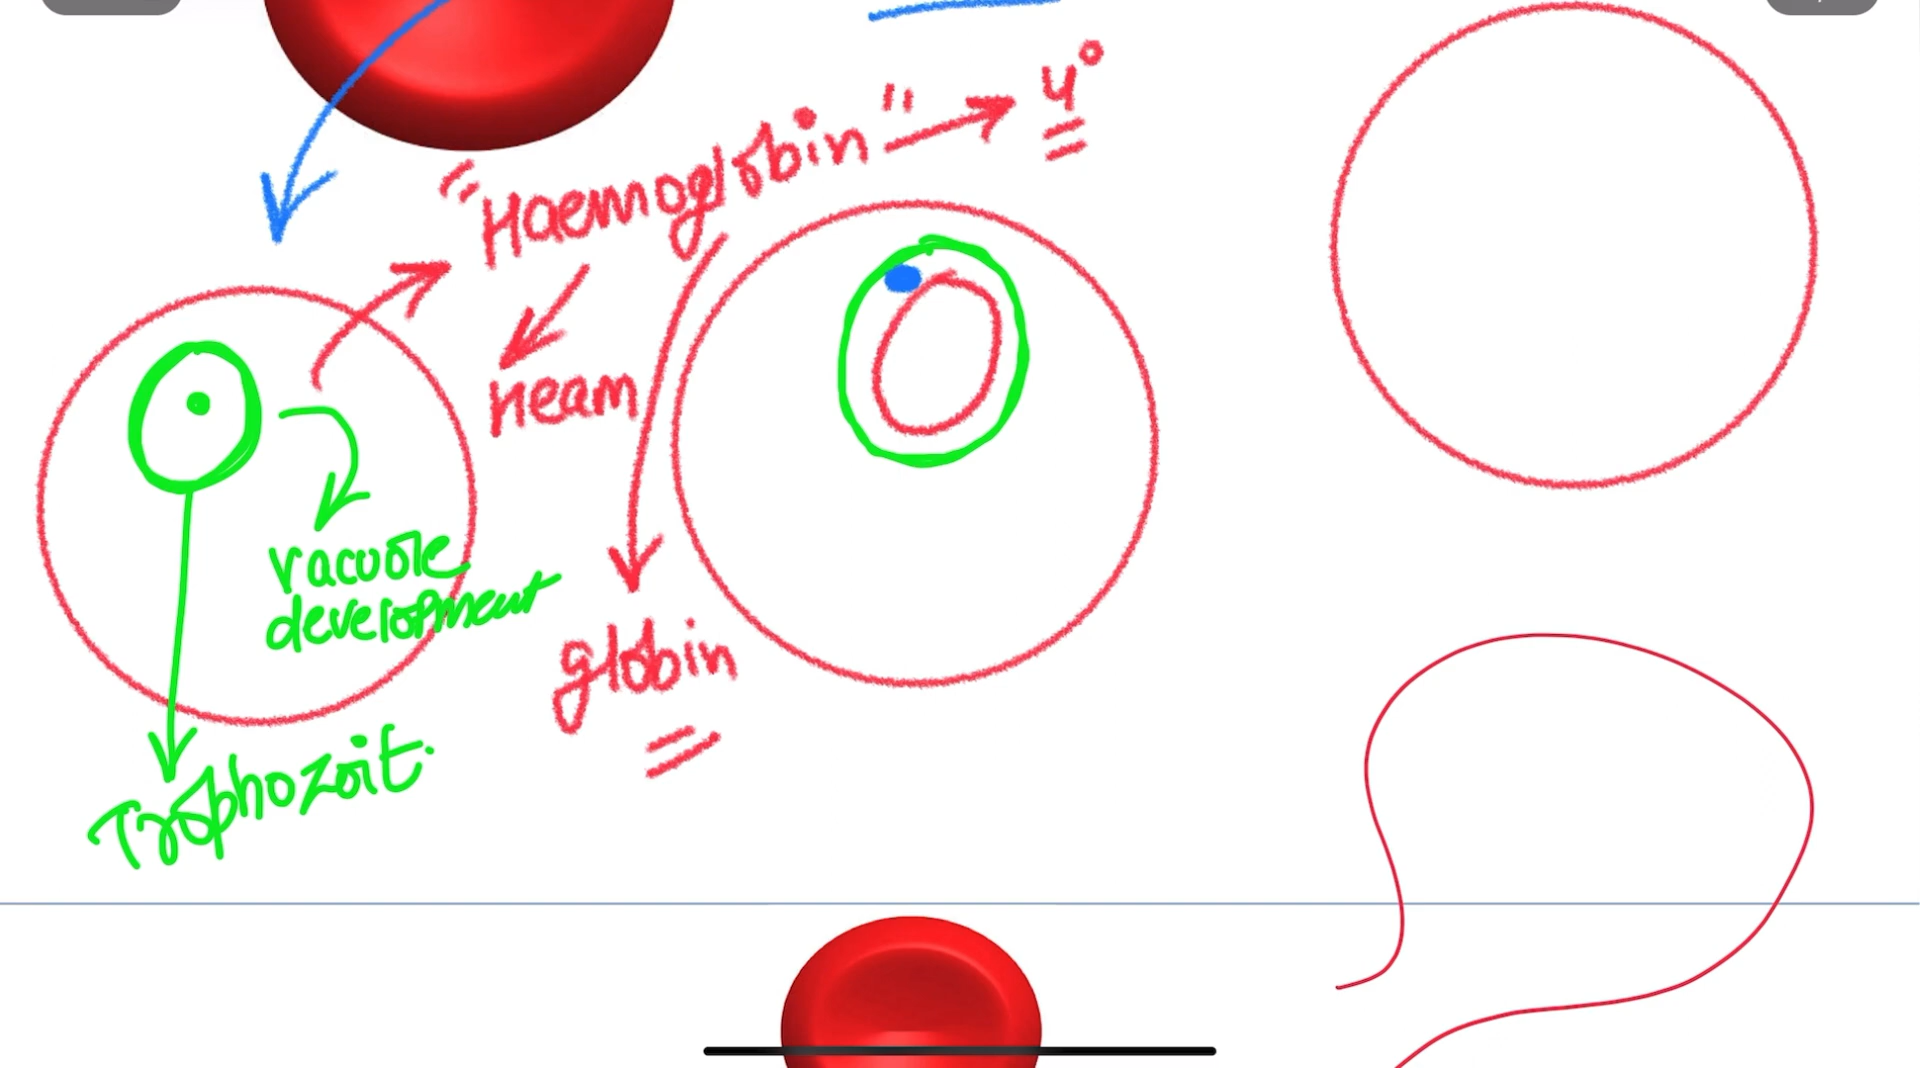 "Haemoglobin" → 4°
heam
vacuole
development
globin
Trophozoit.